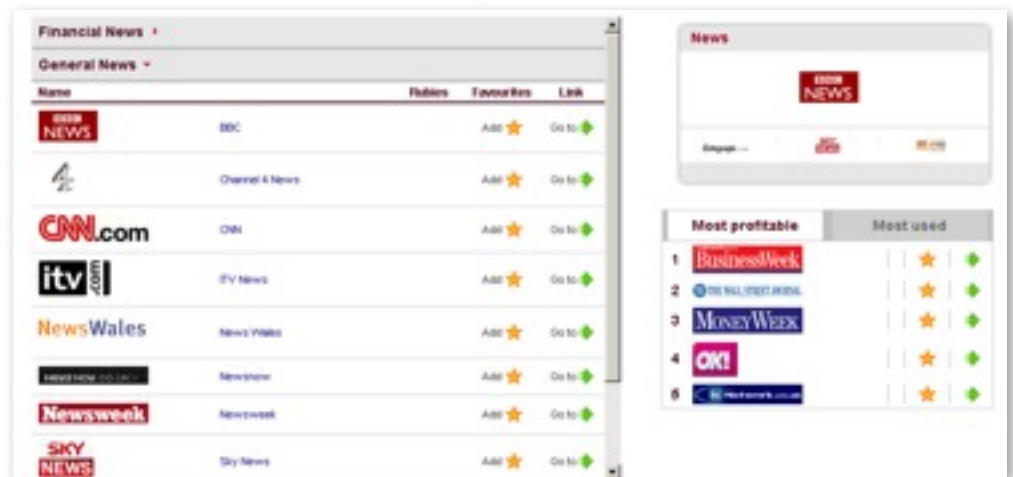 Financial News
General News
Name Rubies Favourites Link
BBC NEWS BBC Add Go to
4 Channel 4 News Add Go to
CNN.com CNN Add Go to
itv.com ITV News Add Go to
NewsWales News Wales Add Go to
Newsnow Add Go to
Newsweek Newsweek Add Go to
SKY NEWS Sky News Add Go to
News
BBC NEWS
SKY NEWS
Most profitable Most used
1 BusinessWeek
2 THE WALL STREET JOURNAL
3 MONEYWEEK
4 OK!
5